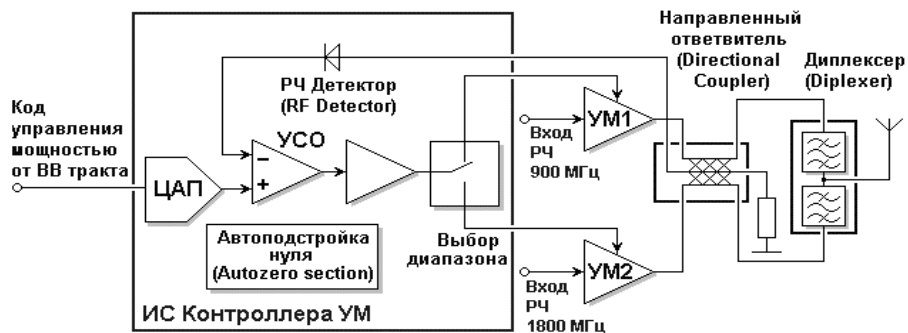 Направленный
ответвитель
(Directional
Coupler)
Диплексер
(Diplexer)
РЧ Детектор
(RF Detector)
Код
управления
мощностью
от ВВ тракта
УСО
ЦАП
−
+
УМ1
Вход
РЧ
900 МГц
Автоподстройка
нуля
(Autozero section)
Выбор
диапазона
УМ2
Вход
РЧ
1800 МГц
ИС Контроллера УМ